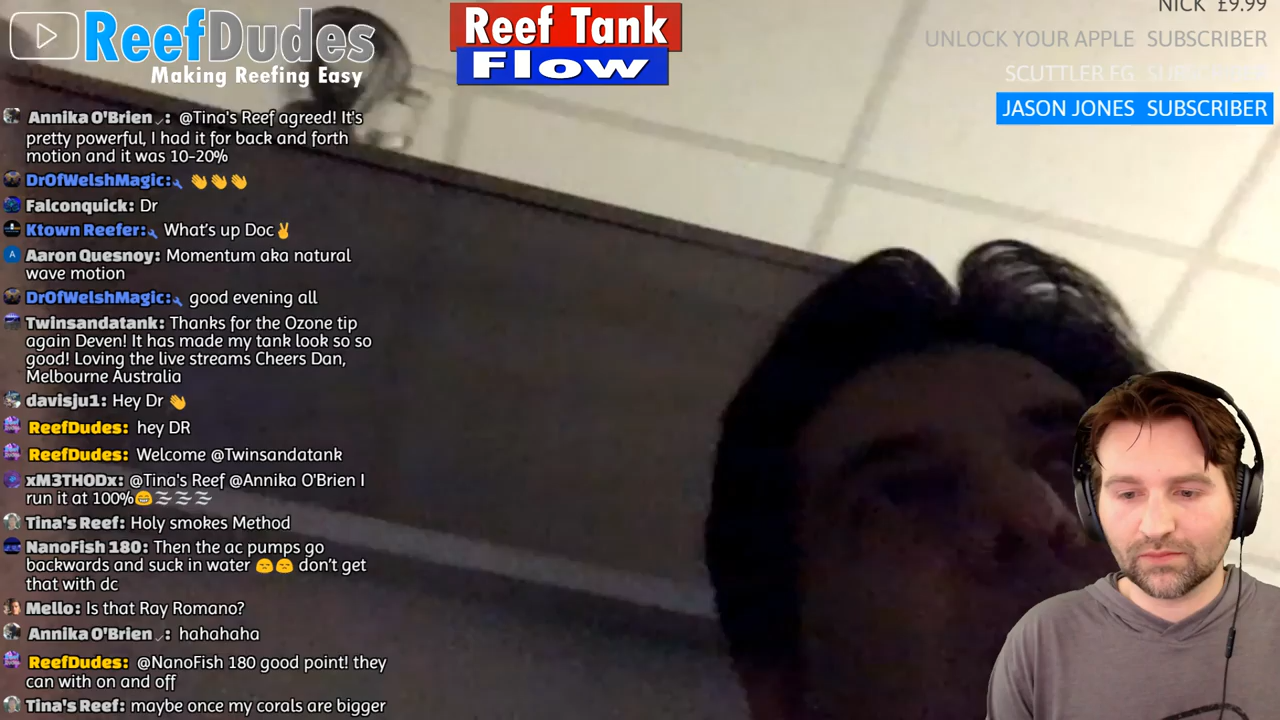 ReefDudes
Making Reefing Easy
Reef Tank
Flow
NICK £9.99
UNLOCK YOUR APPLE SUBSCRIBER
SCUTTLER FG SUBSCRIBER
JASON JONES SUBSCRIBER
Annika O'Brien: @Tina's Reef agreed! It's
pretty powerful, I had it for back and forth
motion and it was 10-20%
DrOfWelshMagic: 👏👏👏
Falconquick: Dr
Ktown Reefer: What's up Doc✌
Aaron Quesnoy: Momentum aka natural
wave motion
DrOfWelshMagic: good evening all
Twinsandatank: Thanks for the Ozone tip
again Deven! It has made my tank look so so
good! Loving the live streams Cheers Dan,
Melbourne Australia
davisju1: Hey Dr 👋
ReefDudes: hey DR
ReefDudes: Welcome @Twinsandatank
xM3THODx: @Tina's Reef @Annika O'Brien I
run it at 100%😂
Tina's Reef: Holy smokes Method
NanoFish 180: Then the ac pumps go
backwards and suck in water 😔😔 don't get
that with dc
Mello: Is that Ray Romano?
Annika O'Brien: hahahaha
ReefDudes: @NanoFish 180 good point! they
can with on and off
Tina's Reef: maybe once my corals are bigger